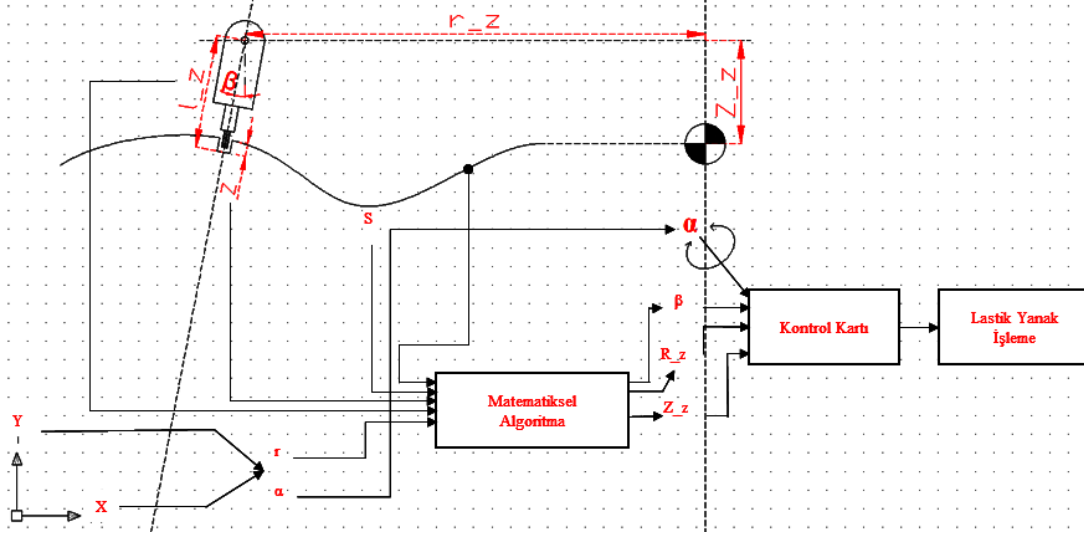 r_z
l_z
β
Z_z
Z
S
α
β
Kontrol Kartı
Lastik Yanak
İşleme
R_z
Matematiksel
Algoritma
Z_z
Y
r
α
X